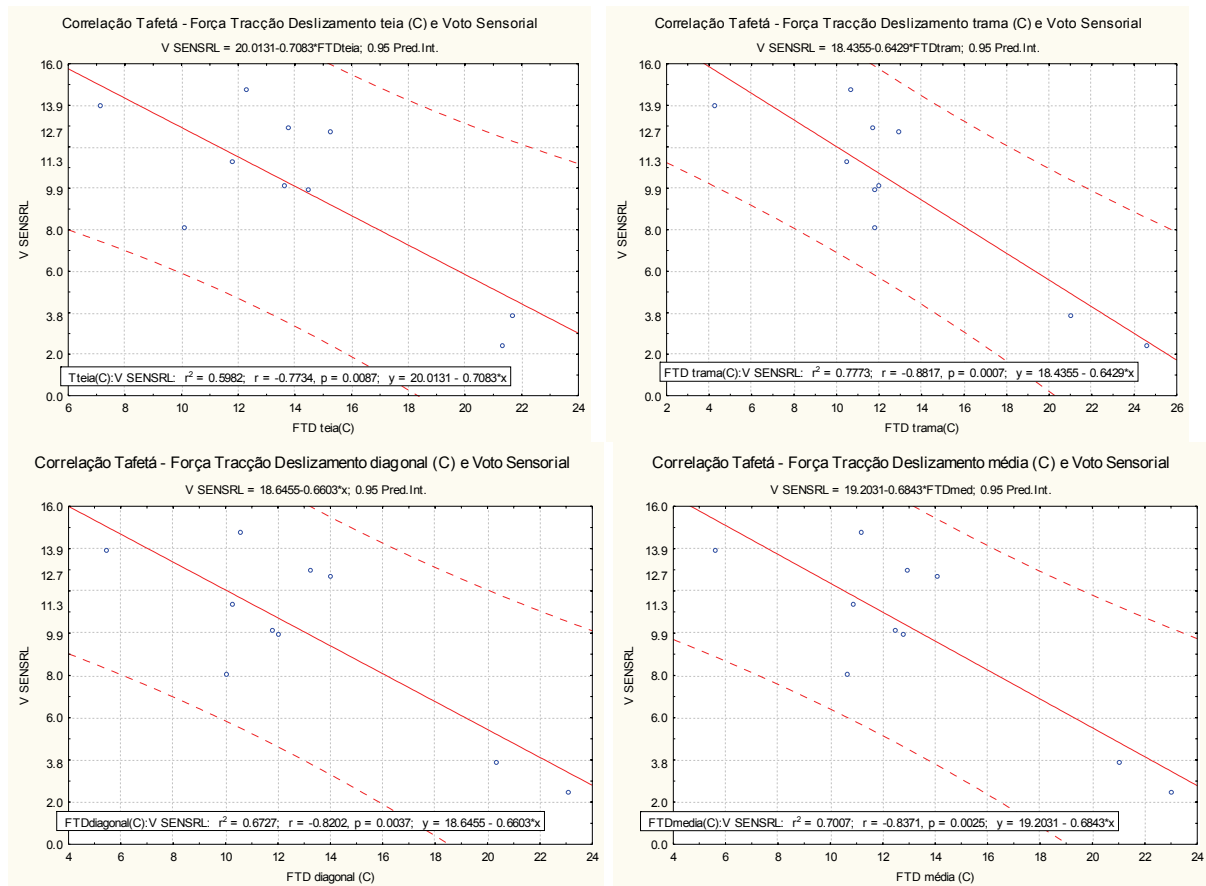 Correlação Tafetá - Força Tracção Deslizamento teia (C) e Voto Sensorial
V SENSRL = 20.0131-0.7083*FTDteia; 0.95 Pred.Int.
V SENSRL
16.0
13.9
12.7
11.3
9.9
8.0
6.0
3.8
2.0
0.0
Tteia(C):V SENSRL: r² = 0.5982; r = -0.7734, p = 0.0087; y = 20.0131 - 0.7083*x
6 8 10 12 14 16 18 20 22 24
FTD teia(C)
Correlação Tafetá - Força Tracção Deslizamento trama (C) e Voto Sensorial
V SENSRL = 18.4355-0.6429*FTDtram; 0.95 Pred.Int.
V SENSRL
16.0
13.9
12.7
11.3
9.9
8.0
6.0
3.8
2.0
0.0
FTD trama(C):V SENSRL: r² = 0.7773; r = -0.8817, p = 0.0007; y = 18.4355 - 0.6429*x
2 4 6 8 10 12 14 16 18 20 22 24 26
FTD trama(C)
Correlação Tafetá - Força Tracção Deslizamento diagonal (C) e Voto Sensorial
V SENSRL = 18.6455-0.6603*x; 0.95 Pred.Int.
V SENSRL
16.0
13.9
12.7
11.3
9.9
8.0
6.0
3.8
2.0
0.0
FTDdiagonal(C):V SENSRL: r² = 0.6727; r = -0.8202, p = 0.0037; y = 18.6455 - 0.6603*x
4 6 8 10 12 14 16 18 20 22 24
FTD diagonal (C)
Correlação Tafetá - Força Tracção Deslizamento média (C) e Voto Sensorial
V SENSRL = 19.2031-0.6843*FTDmed; 0.95 Pred.Int.
V SENSRL
16.0
13.9
12.7
11.3
9.9
8.0
6.0
3.8
2.0
0.0
FTDmedia(C):V SENSRL: r² = 0.7007; r = -0.8371, p = 0.0025; y = 19.2031 - 0.6843*x
4 6 8 10 12 14 16 18 20 22 24
FTD média (C)